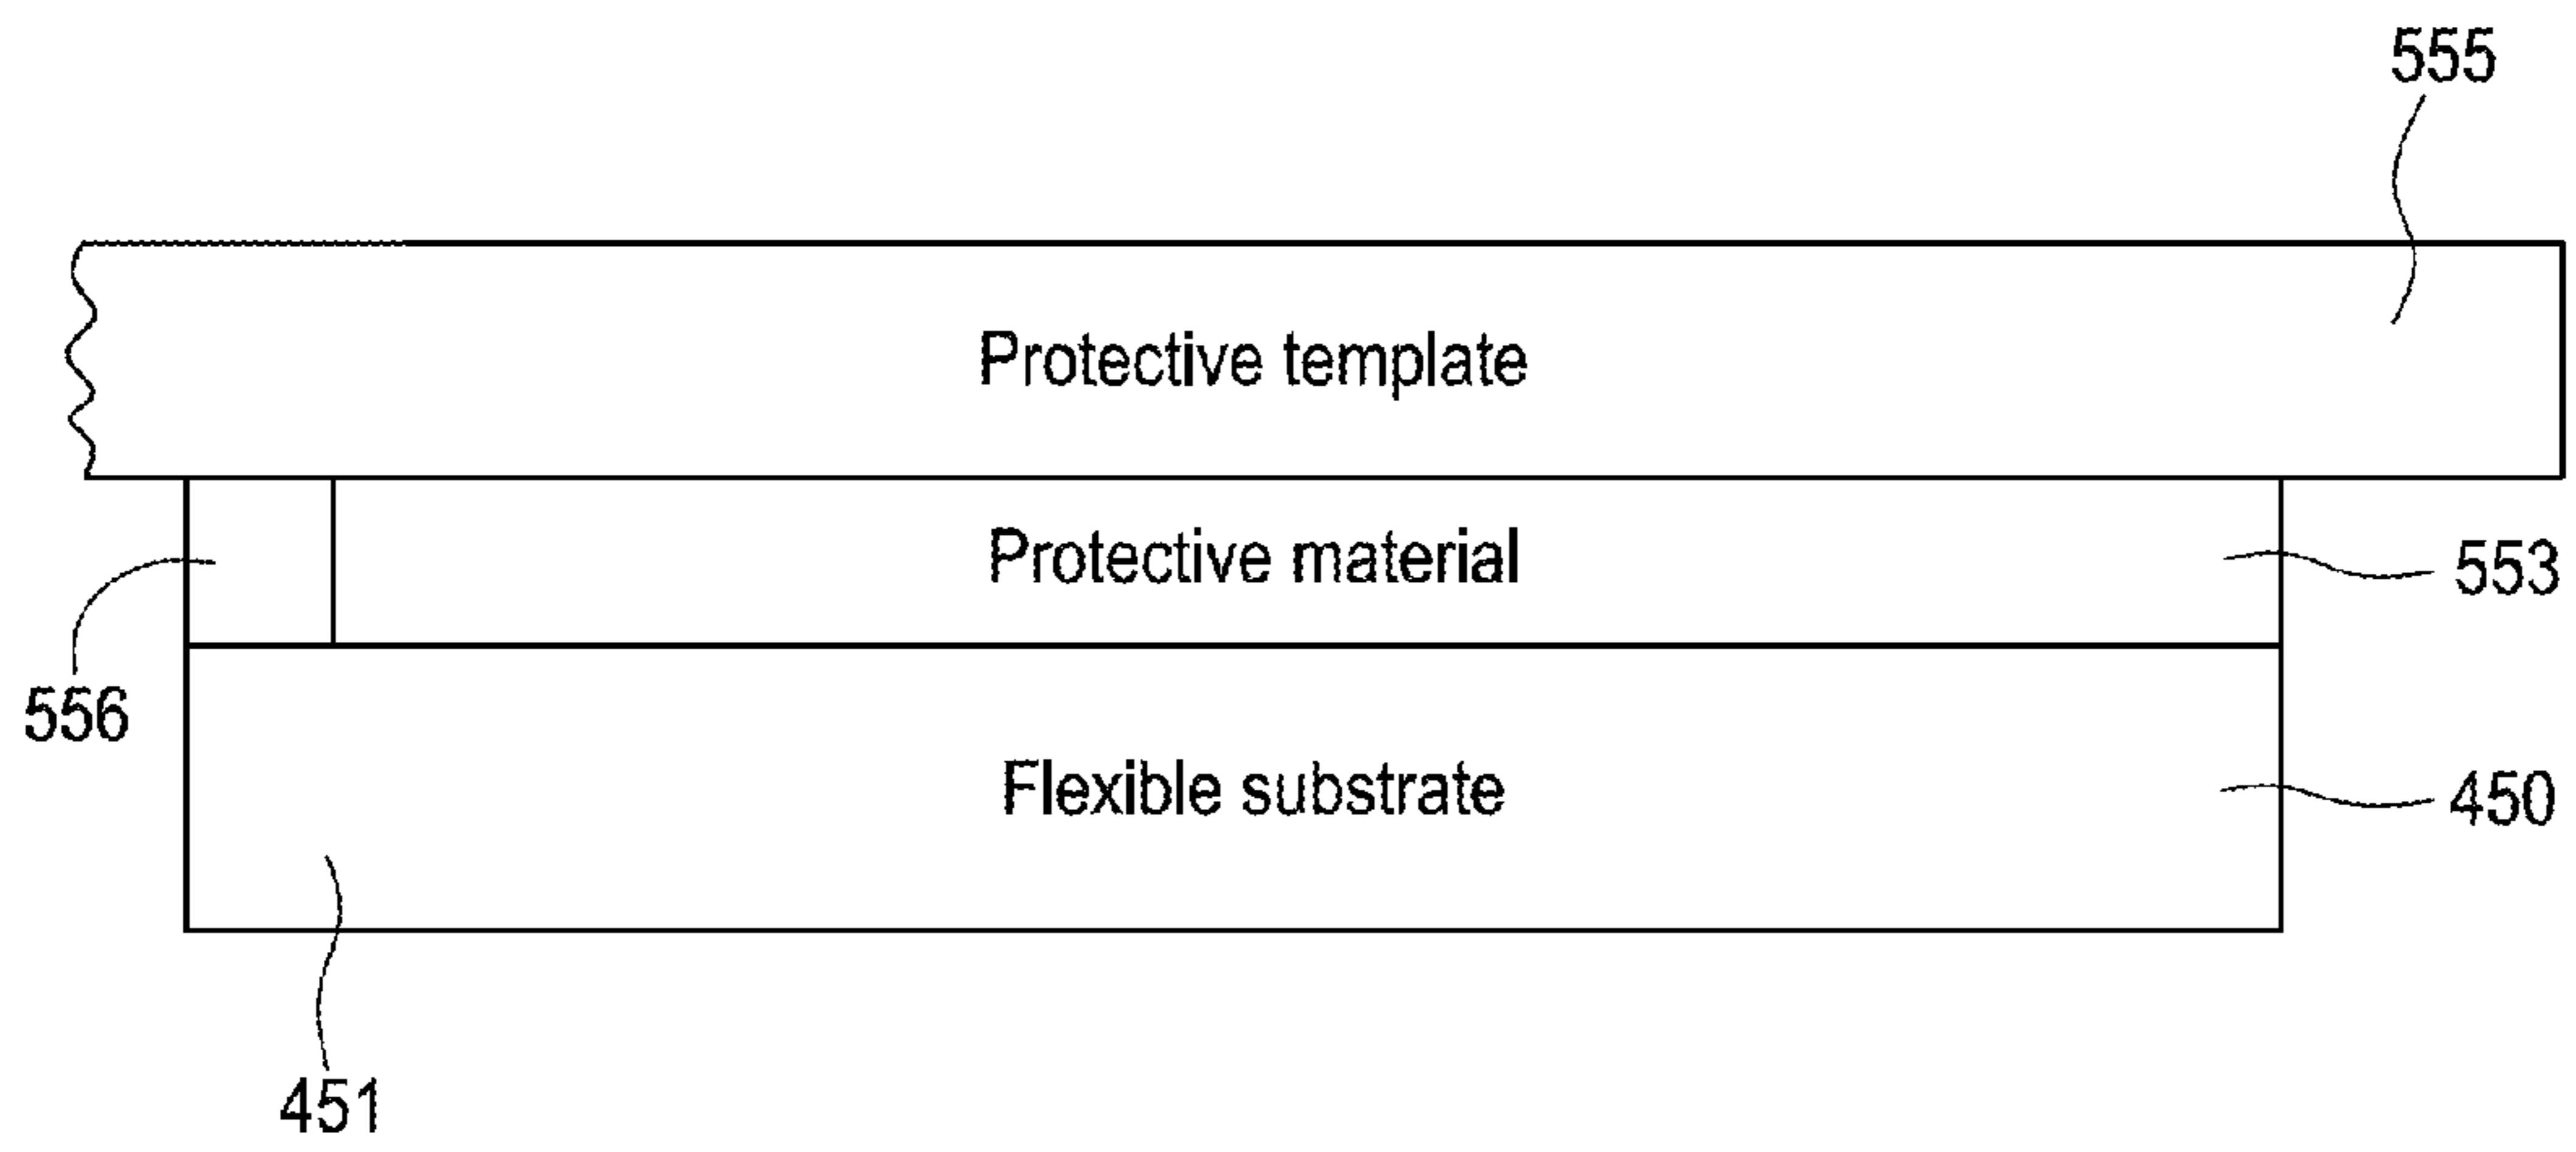 555
Protective template
Protective material
553
556
Flexible substrate
450
451